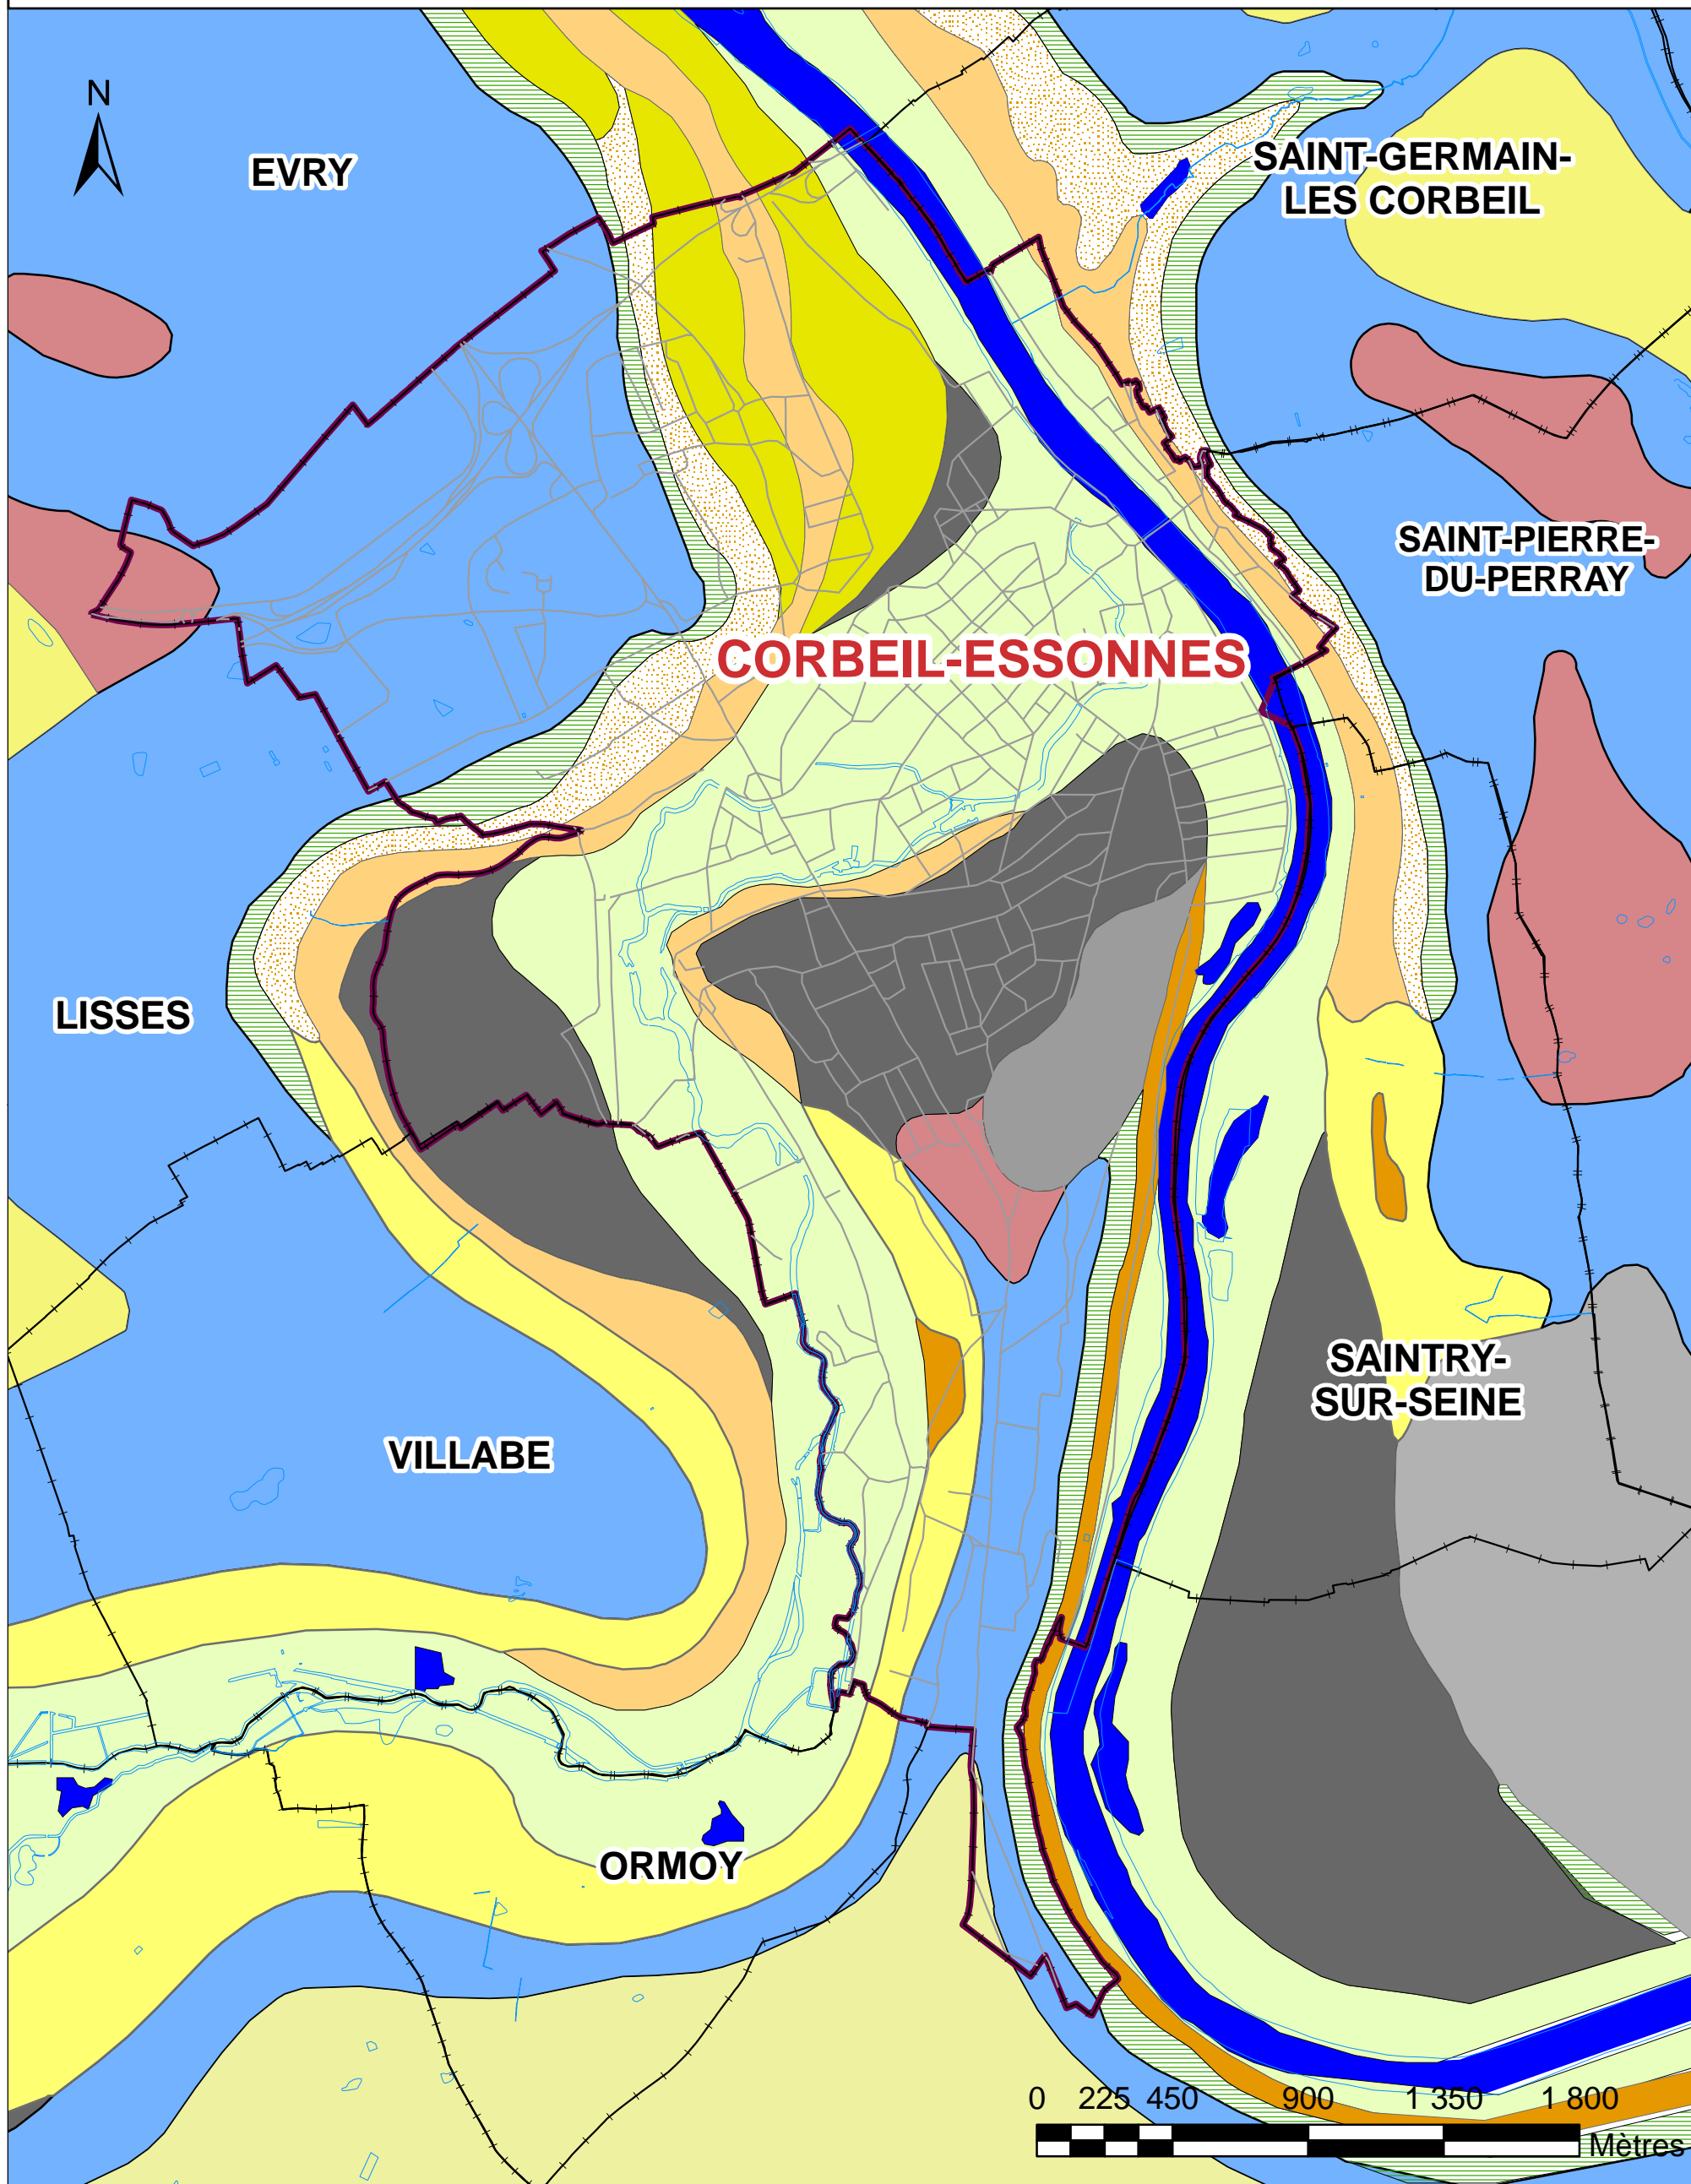 N
EVRY
SAINT-GERMAIN-
LES CORBEIL
SAINT-PIERRE-
DU-PERRAY
CORBEIL-ESSONNES
LISSES
SAINTRY-
SUR-SEINE
VILLABE
ORMOY
0 225 450 900 1 350 1 800
Mètres